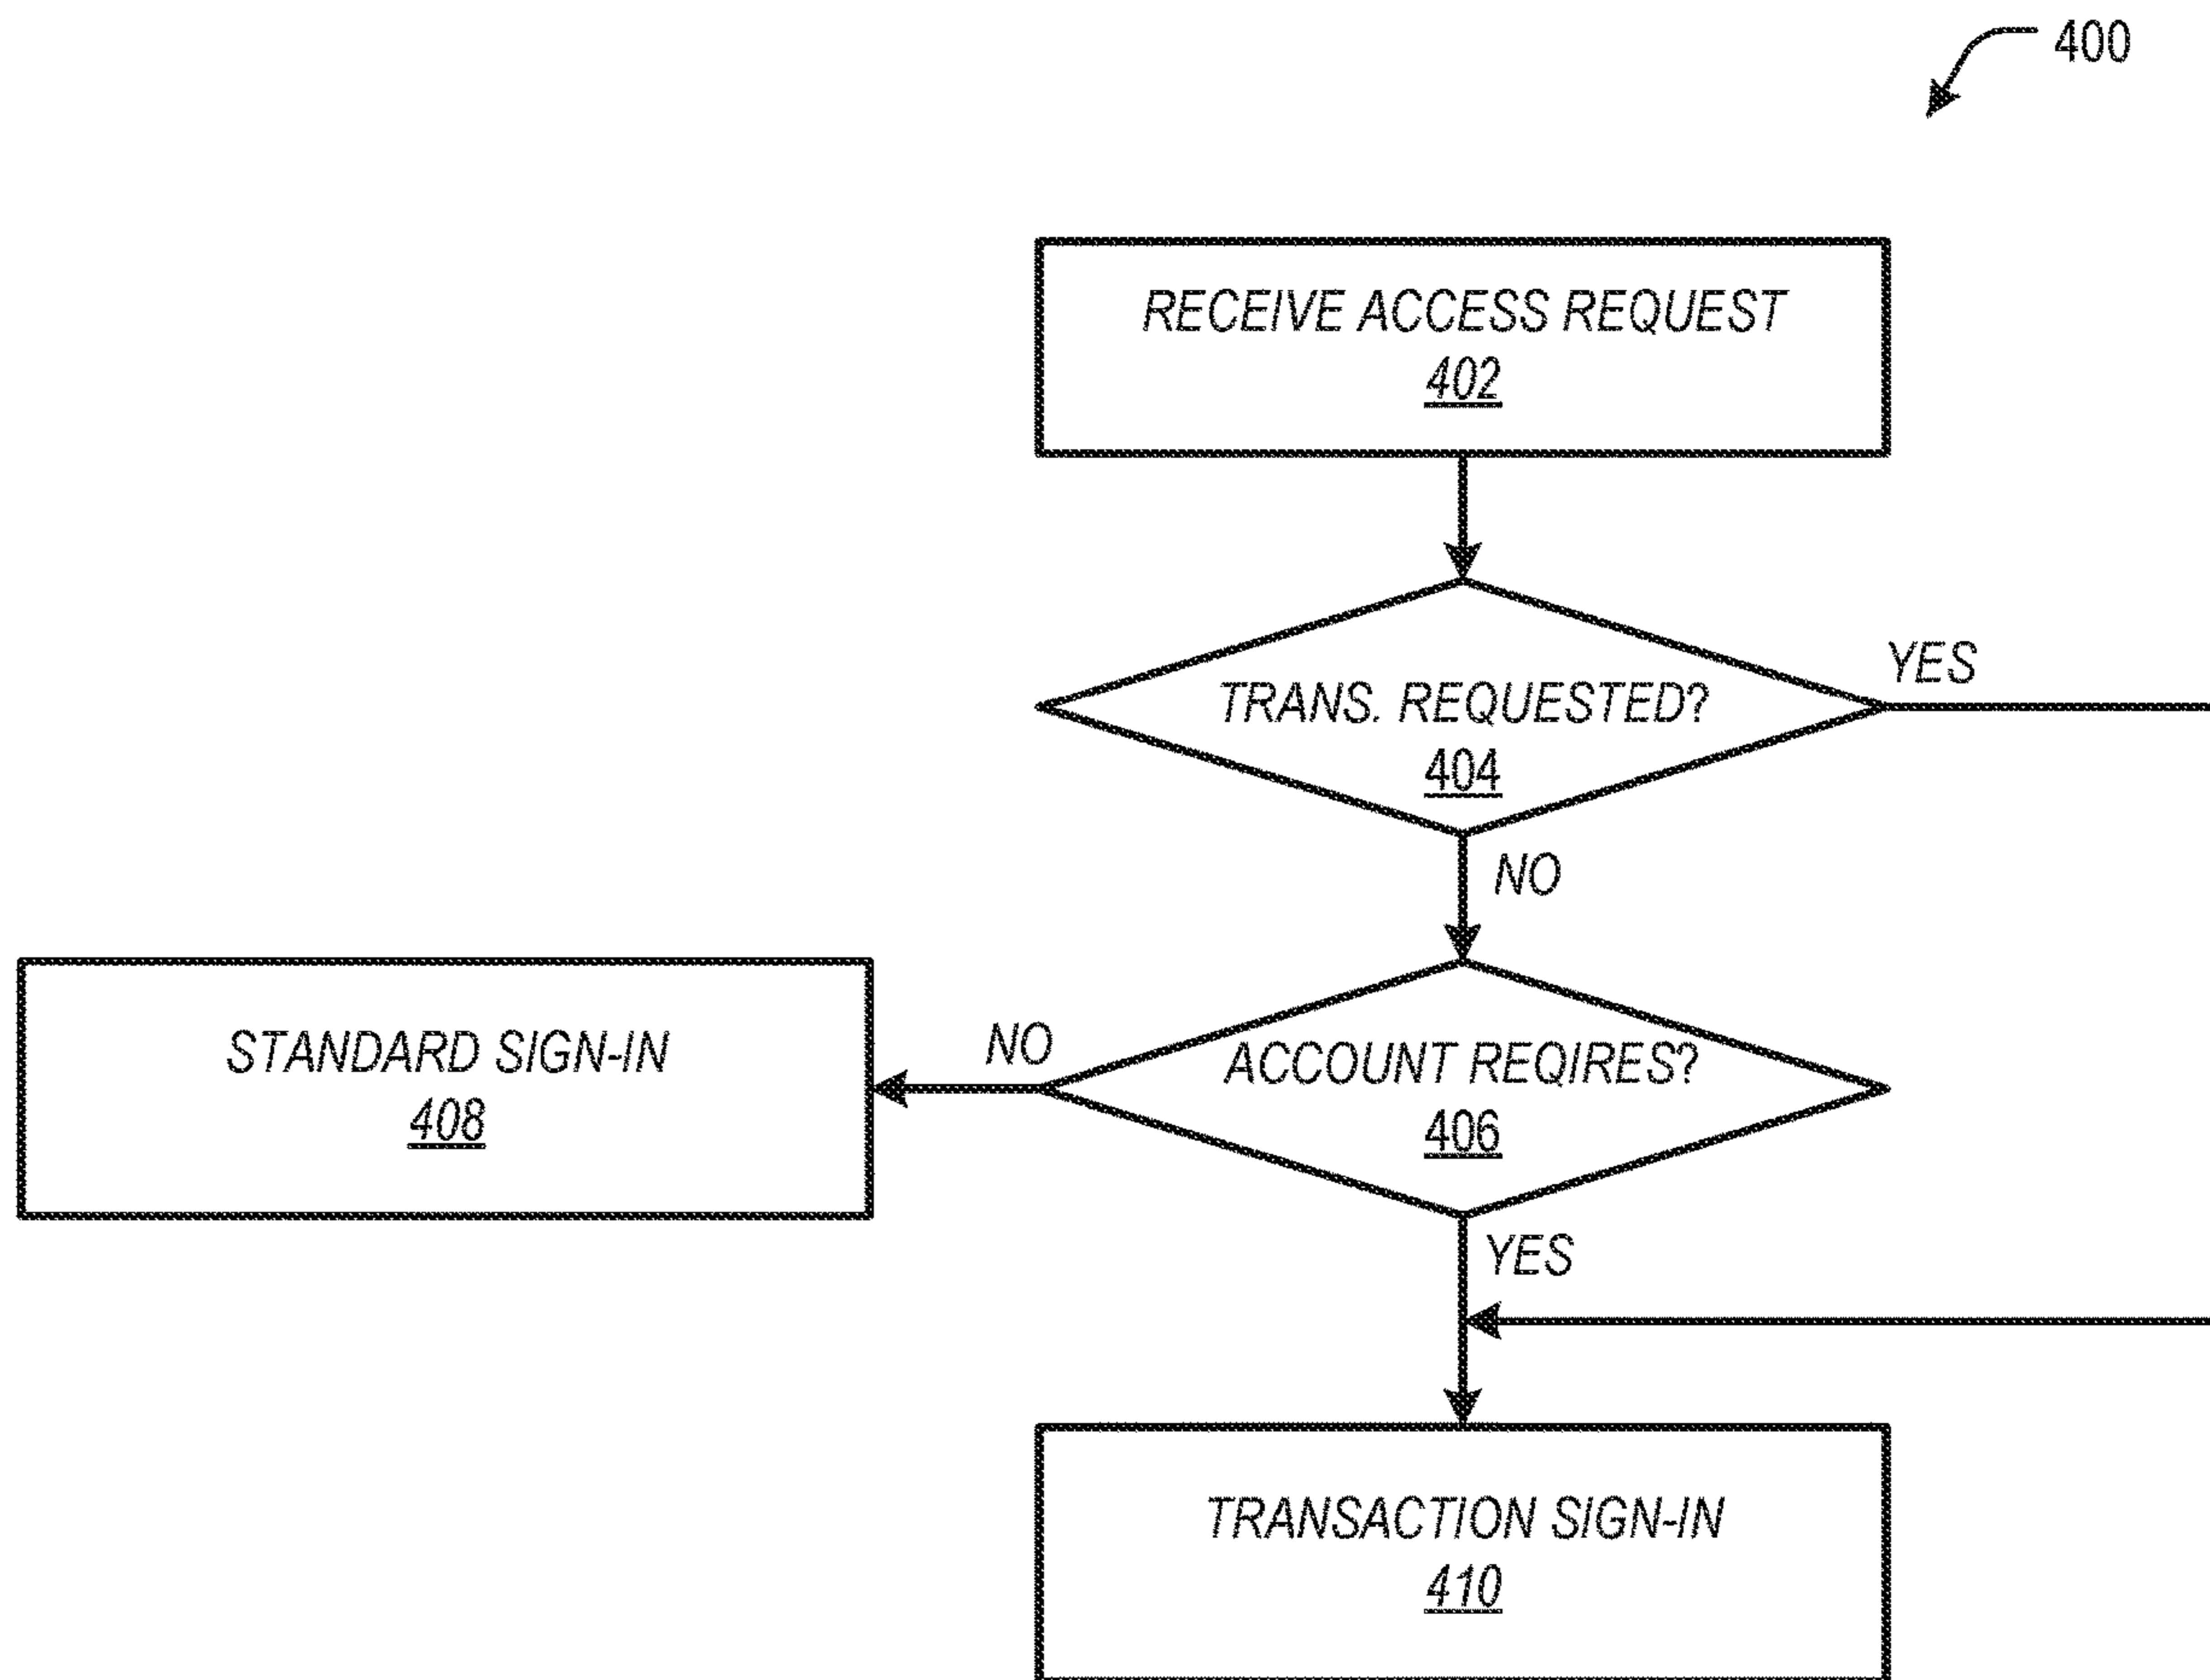 400
RECEIVE ACCESS REQUEST
402
TRANS. REQUESTED?
404
YES
NO
STANDARD SIGN-IN
408
NO
ACCOUNT REQIRES?
406
YES
TRANSACTION SIGN-IN
410